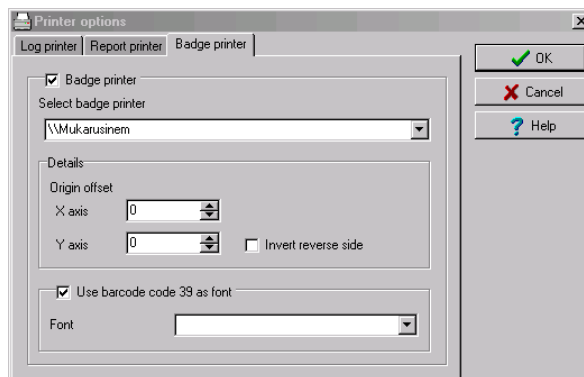 Printer options
Log printer Report printer Badge printer
OK
Cancel
Help
Badge printer
Select badge printer
\\Mukarusinem
Details
Origin offset
X axis 0
Y axis 0 Invert reverse side
Use barcode code 39 as font
Font